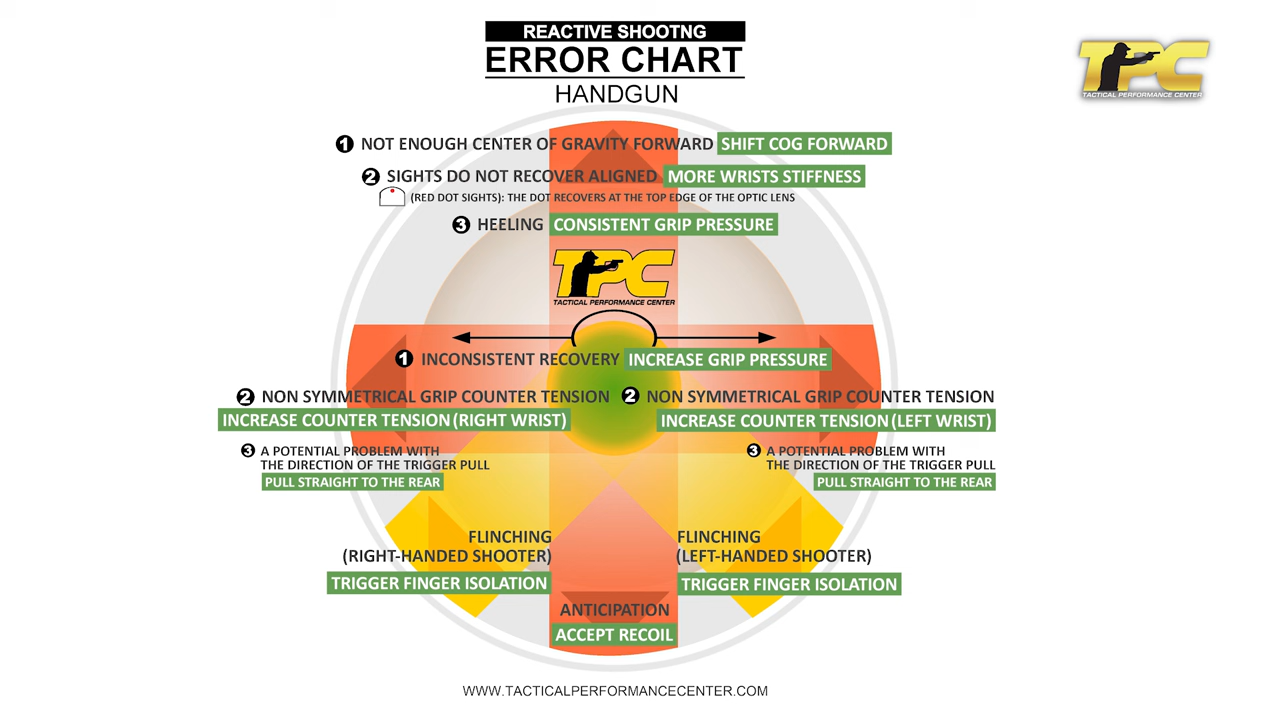 REACTIVE SHOOTNG
ERROR CHART
HANDGUN
TPC
TACTICAL PERFORMANCE CENTER
1 NOT ENOUGH CENTER OF GRAVITY FORWARD SHIFT COG FORWARD
2 SIGHTS DO NOT RECOVER ALIGNED MORE WRISTS STIFFNESS
(RED DOT SIGHTS): THE DOT RECOVERS AT THE TOP EDGE OF THE OPTIC LENS
3 HEELING CONSISTENT GRIP PRESSURE
TPC
TACTICAL PERFORMANCE CENTER
1 INCONSISTENT RECOVERY INCREASE GRIP PRESSURE
2 NON SYMMETRICAL GRIP COUNTER TENSION
INCREASE COUNTER TENSION (RIGHT WRIST)
3 A POTENTIAL PROBLEM WITH
THE DIRECTION OF THE TRIGGER PULL
PULL STRAIGHT TO THE REAR
2 NON SYMMETRICAL GRIP COUNTER TENSION
INCREASE COUNTER TENSION (LEFT WRIST)
3 A POTENTIAL PROBLEM WITH
THE DIRECTION OF THE TRIGGER PULL
PULL STRAIGHT TO THE REAR
FLINCHING
(RIGHT-HANDED SHOOTER)
TRIGGER FINGER ISOLATION
FLINCHING
(LEFT-HANDED SHOOTER)
TRIGGER FINGER ISOLATION
ANTICIPATION
ACCEPT RECOIL
WWW.TACTICALPERFORMANCECENTER.COM